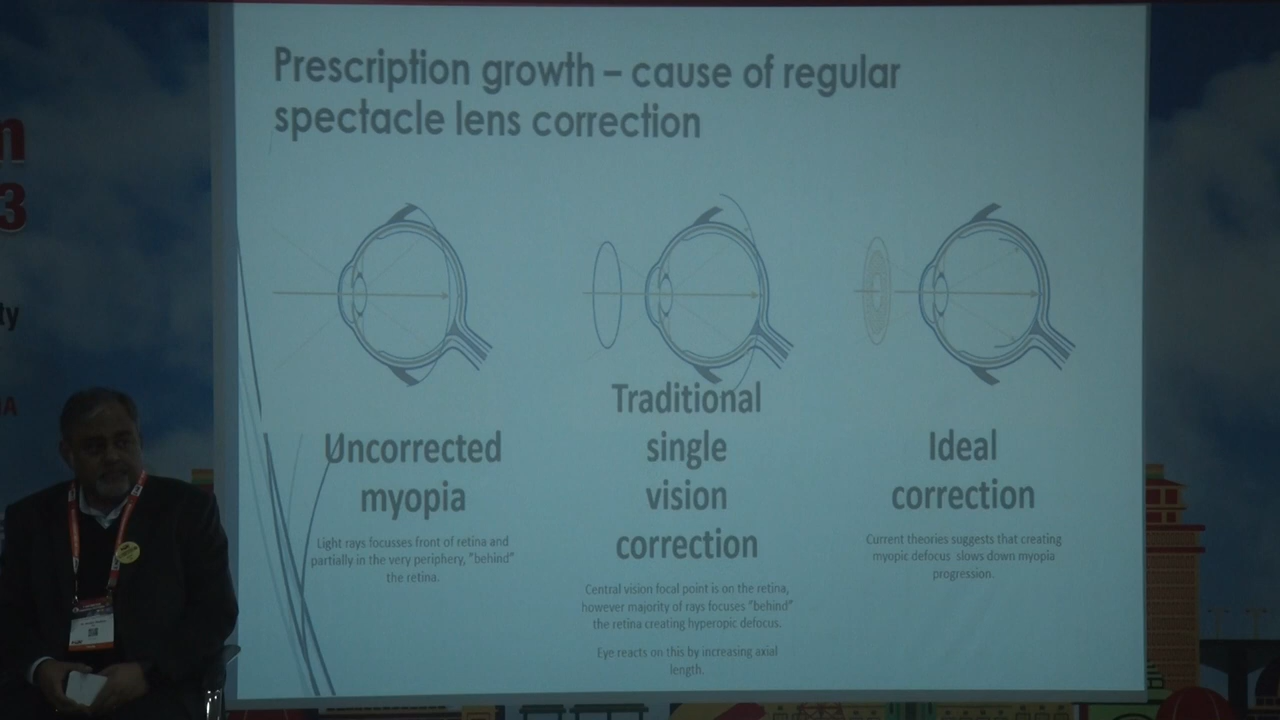 Prescription growth – cause of regular
spectacle lens correction
Uncorrected
myopia
Light rays focusses front of retina and
partially in the very periphery, "behind"
the retina.
Traditional
single
vision
correction
Central vision focal point is on the retina,
however majority of rays focuses "behind"
the retina creating hyperopic defocus.
Eye reacts on this by increasing axial
length.
Ideal
correction
Current theories suggests that creating
myopic defocus slows down myopia
progression.
n
3
ty
IA